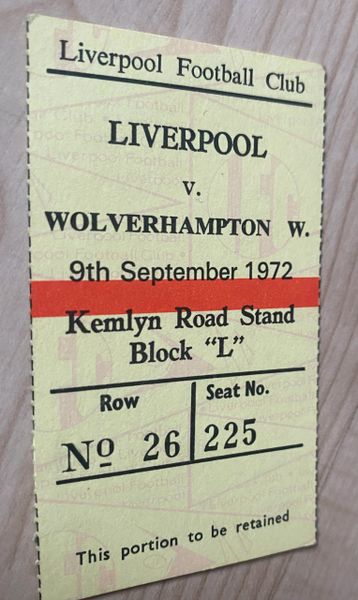 Liverpool Football Club
LIVERPOOL
v.
WOLVERHAMPTON W.
9th September 1972
Kemlyn Road Stand
Block "L"
Row
Seat No.
Nº 26
225
This portion to be retained